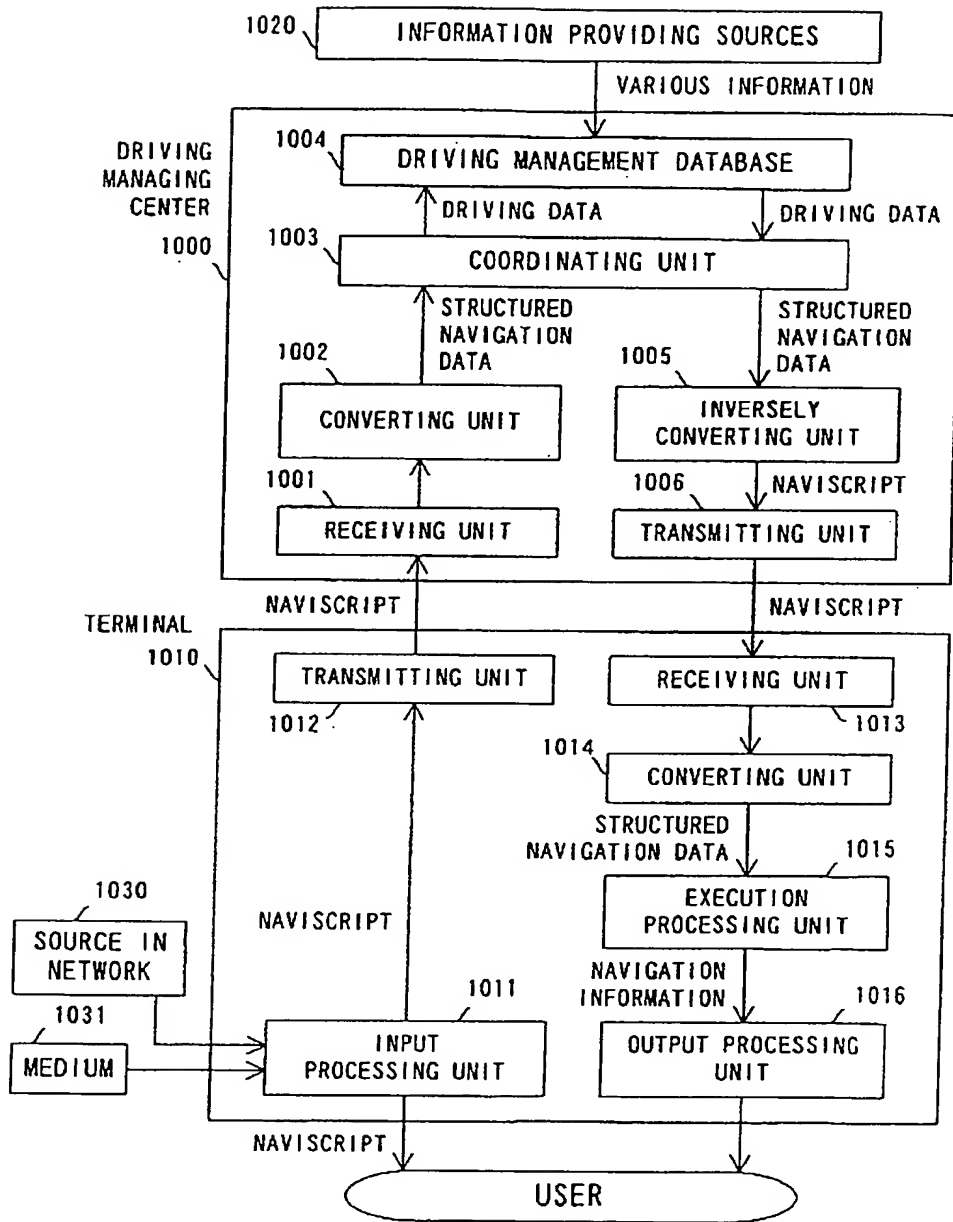 1020
INFORMATION PROVIDING SOURCES
VARIOUS INFORMATION
DRIVING
MANAGING
CENTER
1000
1004
DRIVING MANAGEMENT DATABASE
DRIVING DATA
DRIVING DATA
1003
COORDINATING UNIT
STRUCTURED
NAVIGATION
DATA
STRUCTURED
NAVIGATION
DATA
1002
CONVERTING UNIT
1005
INVERSELY
CONVERTING UNIT
1001
RECEIVING UNIT
NAVISCRIPT
1006
TRANSMITTING UNIT
NAVISCRIPT
NAVISCRIPT
TERMINAL
1010
TRANSMITTING UNIT
1012
RECEIVING UNIT
1013
1014
CONVERTING UNIT
STRUCTURED
NAVIGATION DATA
1015
EXECUTION
PROCESSING UNIT
NAVISCRIPT
1030
SOURCE IN
NETWORK
1031
MEDIUM
1011
INPUT
PROCESSING UNIT
NAVIGATION
INFORMATION
1016
OUTPUT PROCESSING
UNIT
NAVISCRIPT
USER